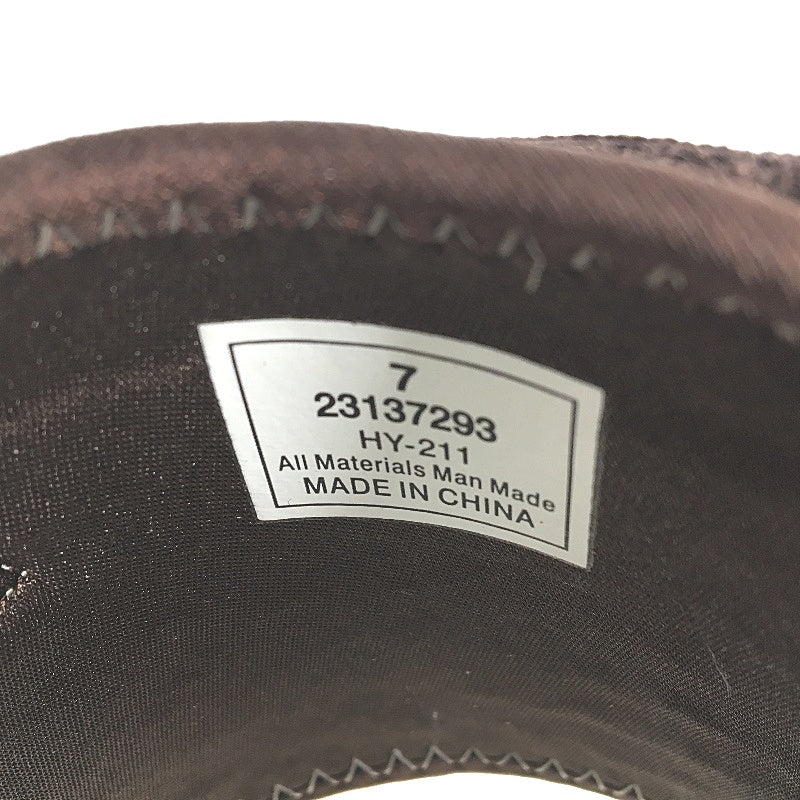 7
23137293
HY-211
All Materials Man Made
MADE IN CHINA